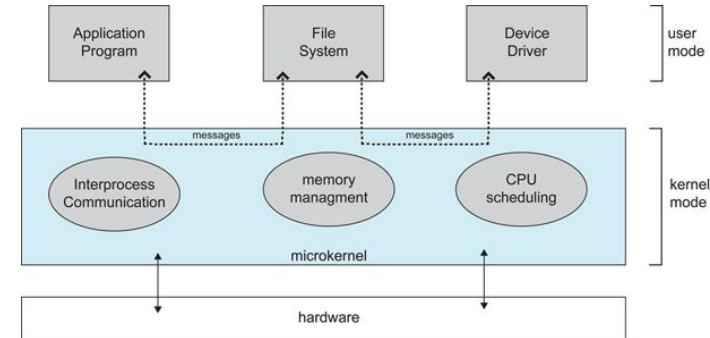 Application
Program
File
System
Device
Driver
user
mode
messages
messages
Interprocess
Communication
memory
managment
CPU
scheduling
kernel
mode
microkernel
hardware